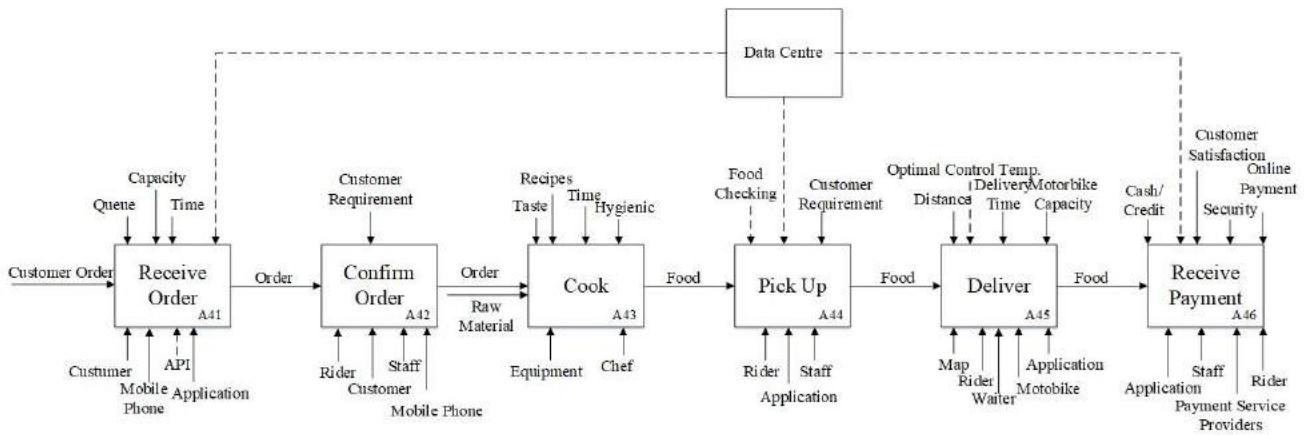 Data Centre
Customer
Satisfaction
Online
Payment
Capacity
Queue
Time
Customer
Requirement
Recipes
Taste
Time
Hygienic
Food
Checking
Customer
Requirement
Optimal Control Temp.
Distance
Delivery
Time
Motorbike
Capacity
Cash/
Credit
Security
Customer Order
Receive
Order
A41
Order
Confirm
Order
A42
Order
Raw
Material
Cook
A43
Food
Pick Up
A44
Food
Deliver
A45
Food
Receive
Payment
A46
Custumer
Mobile
Phone
API
Application
Rider
Customer
Staff
Mobile Phone
Equipment
Chef
Rider
Application
Staff
Map
Rider
Waiter
Motobike
Application
Application
Staff
Payment Service
Providers
Rider